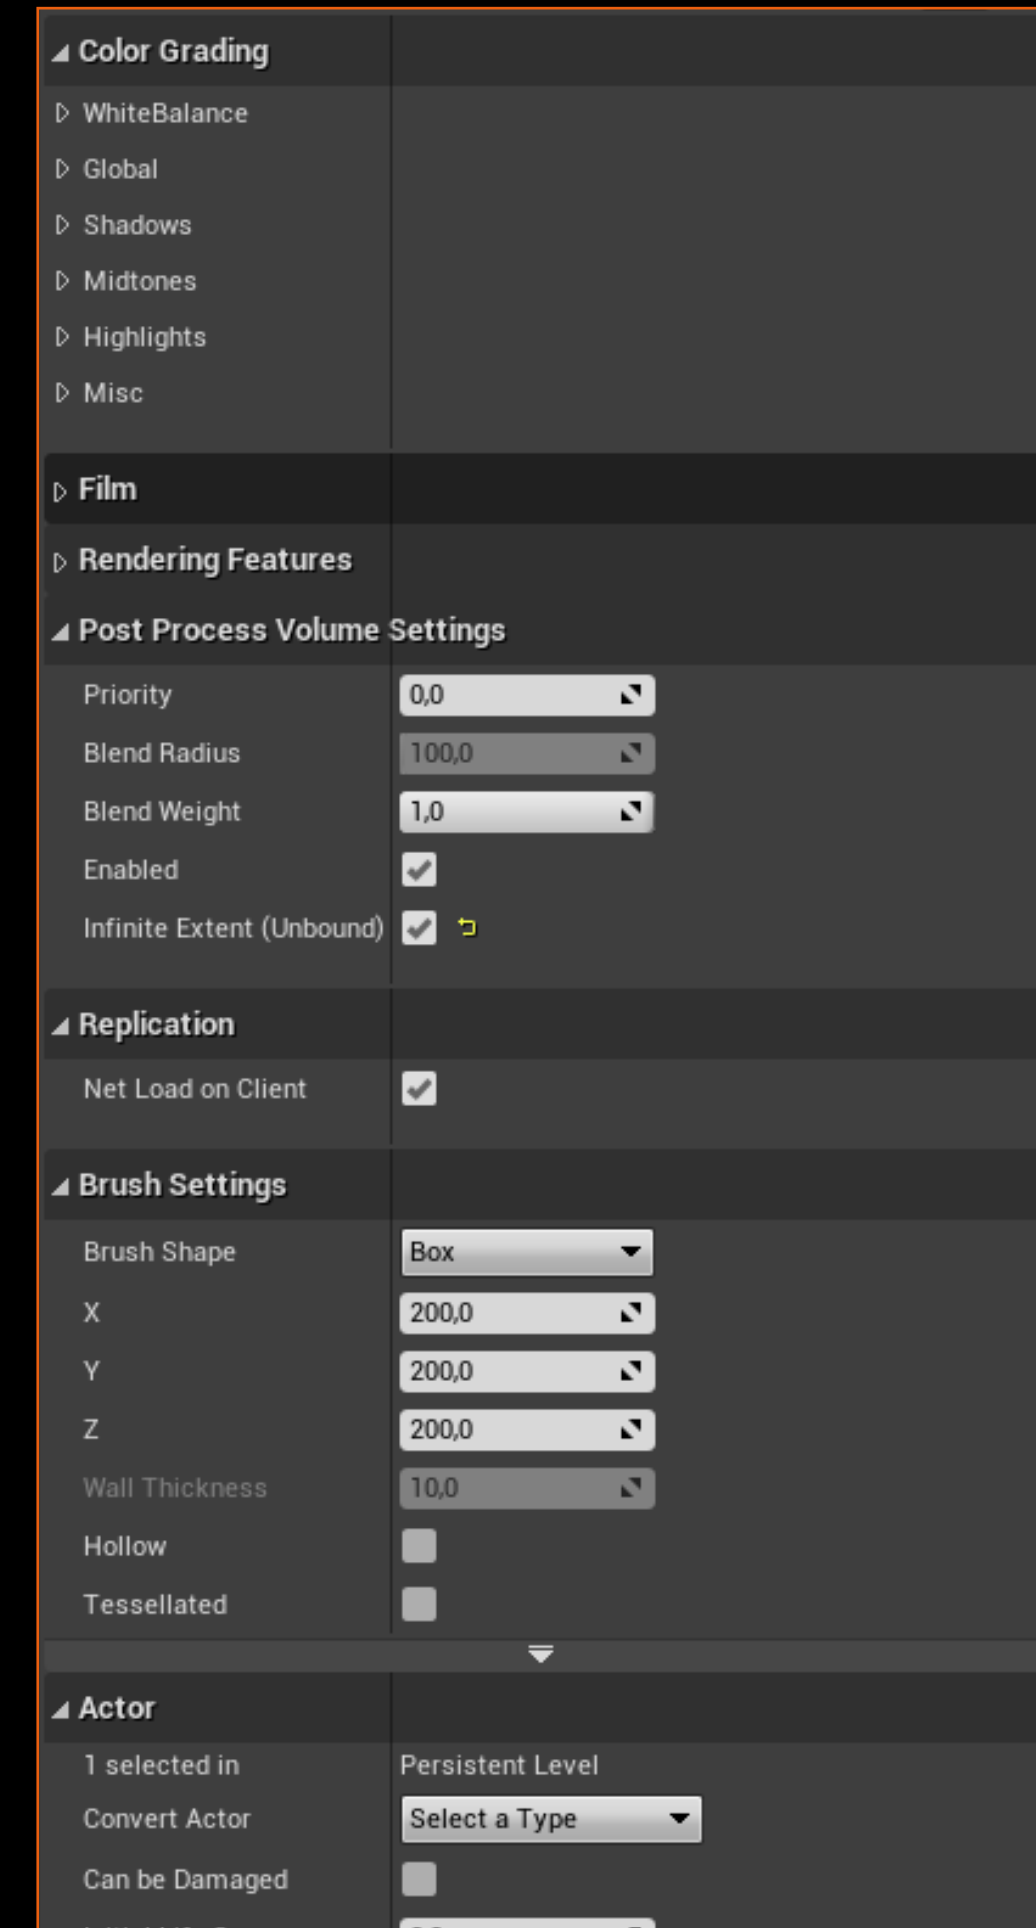 Color Grading
WhiteBalance
Global
Shadows
Midtones
Highlights
Misc
Film
Rendering Features
Post Process Volume Settings
Priority 0,0
Blend Radius 100,0
Blend Weight 1,0
Enabled
Infinite Extent (Unbound)
Replication
Net Load on Client
Brush Settings
Brush Shape Box
X 200,0
Y 200,0
Z 200,0
Wall Thickness 10,0
Hollow
Tessellated
Actor
1 selected in Persistent Level
Convert Actor Select a Type
Can be Damaged